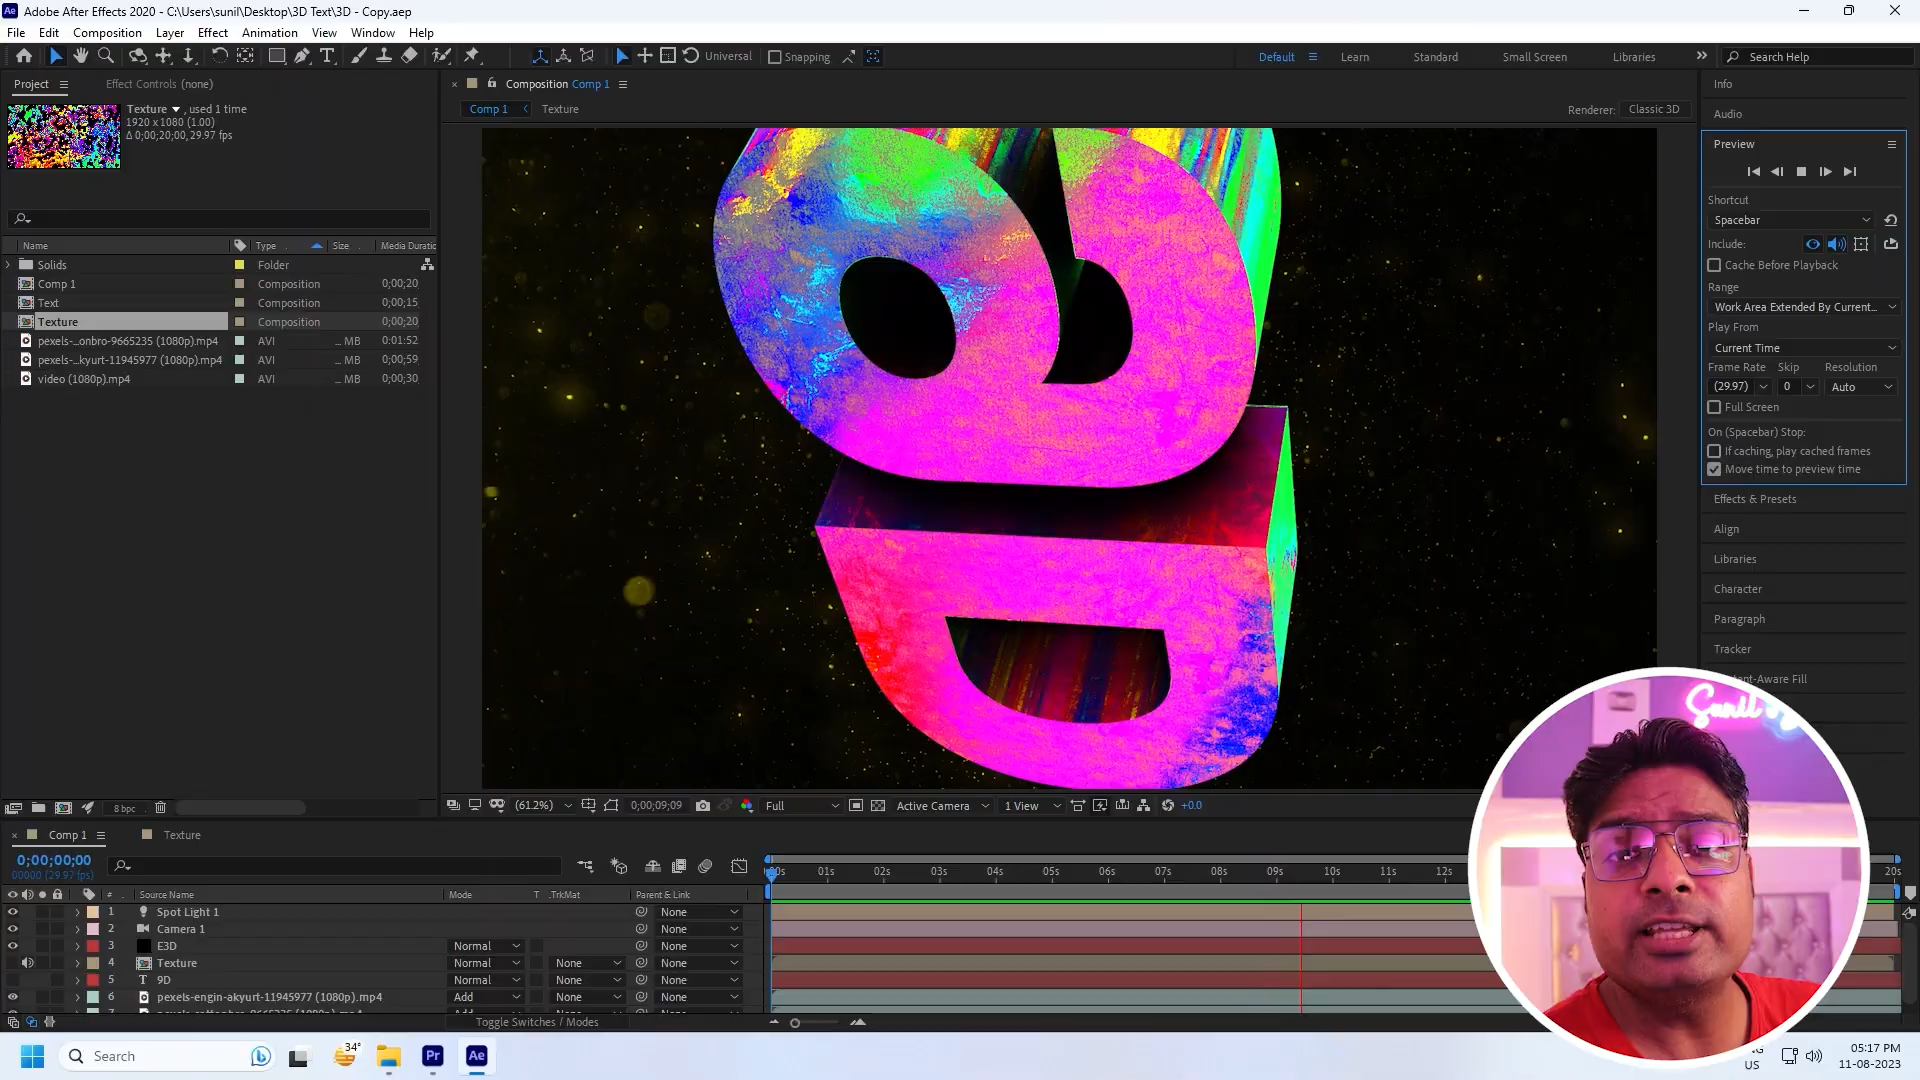 Ae Adobe After Effects 2020 - C:\Users\sunil\Desktop\3D Text\3D - Copy.aep
File Edit Composition Layer Effect Animation View Window Help
Universal Snapping Default Learn Standard Small Screen Libraries Search Help
Project Effect Controls (none)
Texture , used 1 time
1920 x 1080 (1.00)
Δ 0;00;20;00, 29.97 fps
Name Type Size Media Duratic
Solids Folder
Comp 1 Composition 0;00;20
Text Composition 0;00;15
Texture Composition 0;00;20
pexels-...onbro-9665235 (1080p).mp4 AVI ... MB 0:01:52
pexels-...kyurt-11945977 (1080p).mp4 AVI ... MB 0;00;59
video (1080p).mp4 AVI ... MB 0;00;30
8 bpc
Composition Comp 1
Comp 1 Texture
Renderer: Classic 3D
9D
(61.2%) 0;00;09;09 Full Active Camera 1 View +0.0
Info
Audio
Preview
Shortcut
Spacebar
Include:
Cache Before Playback
Range
Work Area Extended By Current...
Play From
Current Time
Frame Rate Skip Resolution
(29.97) 0 Auto
Full Screen
On (Spacebar) Stop:
If caching, play cached frames
Move time to preview time
Effects & Presets
Align
Libraries
Character
Paragraph
Tracker
-Aware Fill
Sunil
Comp 1 Texture
0;00;00;00
00000 (29.97 fps)
# Source Name Mode T .TrkMat Parent & Link
01s 02s 03s 04s 05s 06s 07s 08s 09s 10s 11s 12s 20s
1 Spot Light 1 None
2 Camera 1 None
3 E3D Normal None
4 Texture Normal None None
5 T 9D Normal None None
6 pexels-engin-akyurt-11945977 (1080p).mp4 Add None None
Toggle Switches / Modes
Search 34° Pr Ae
US
05:17 PM
11-08-2023